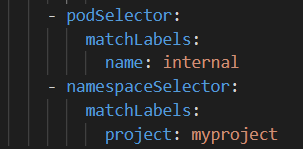 - podSelector:
    matchLabels:
      name: internal
- namespaceSelector:
    matchLabels:
      project: myproject